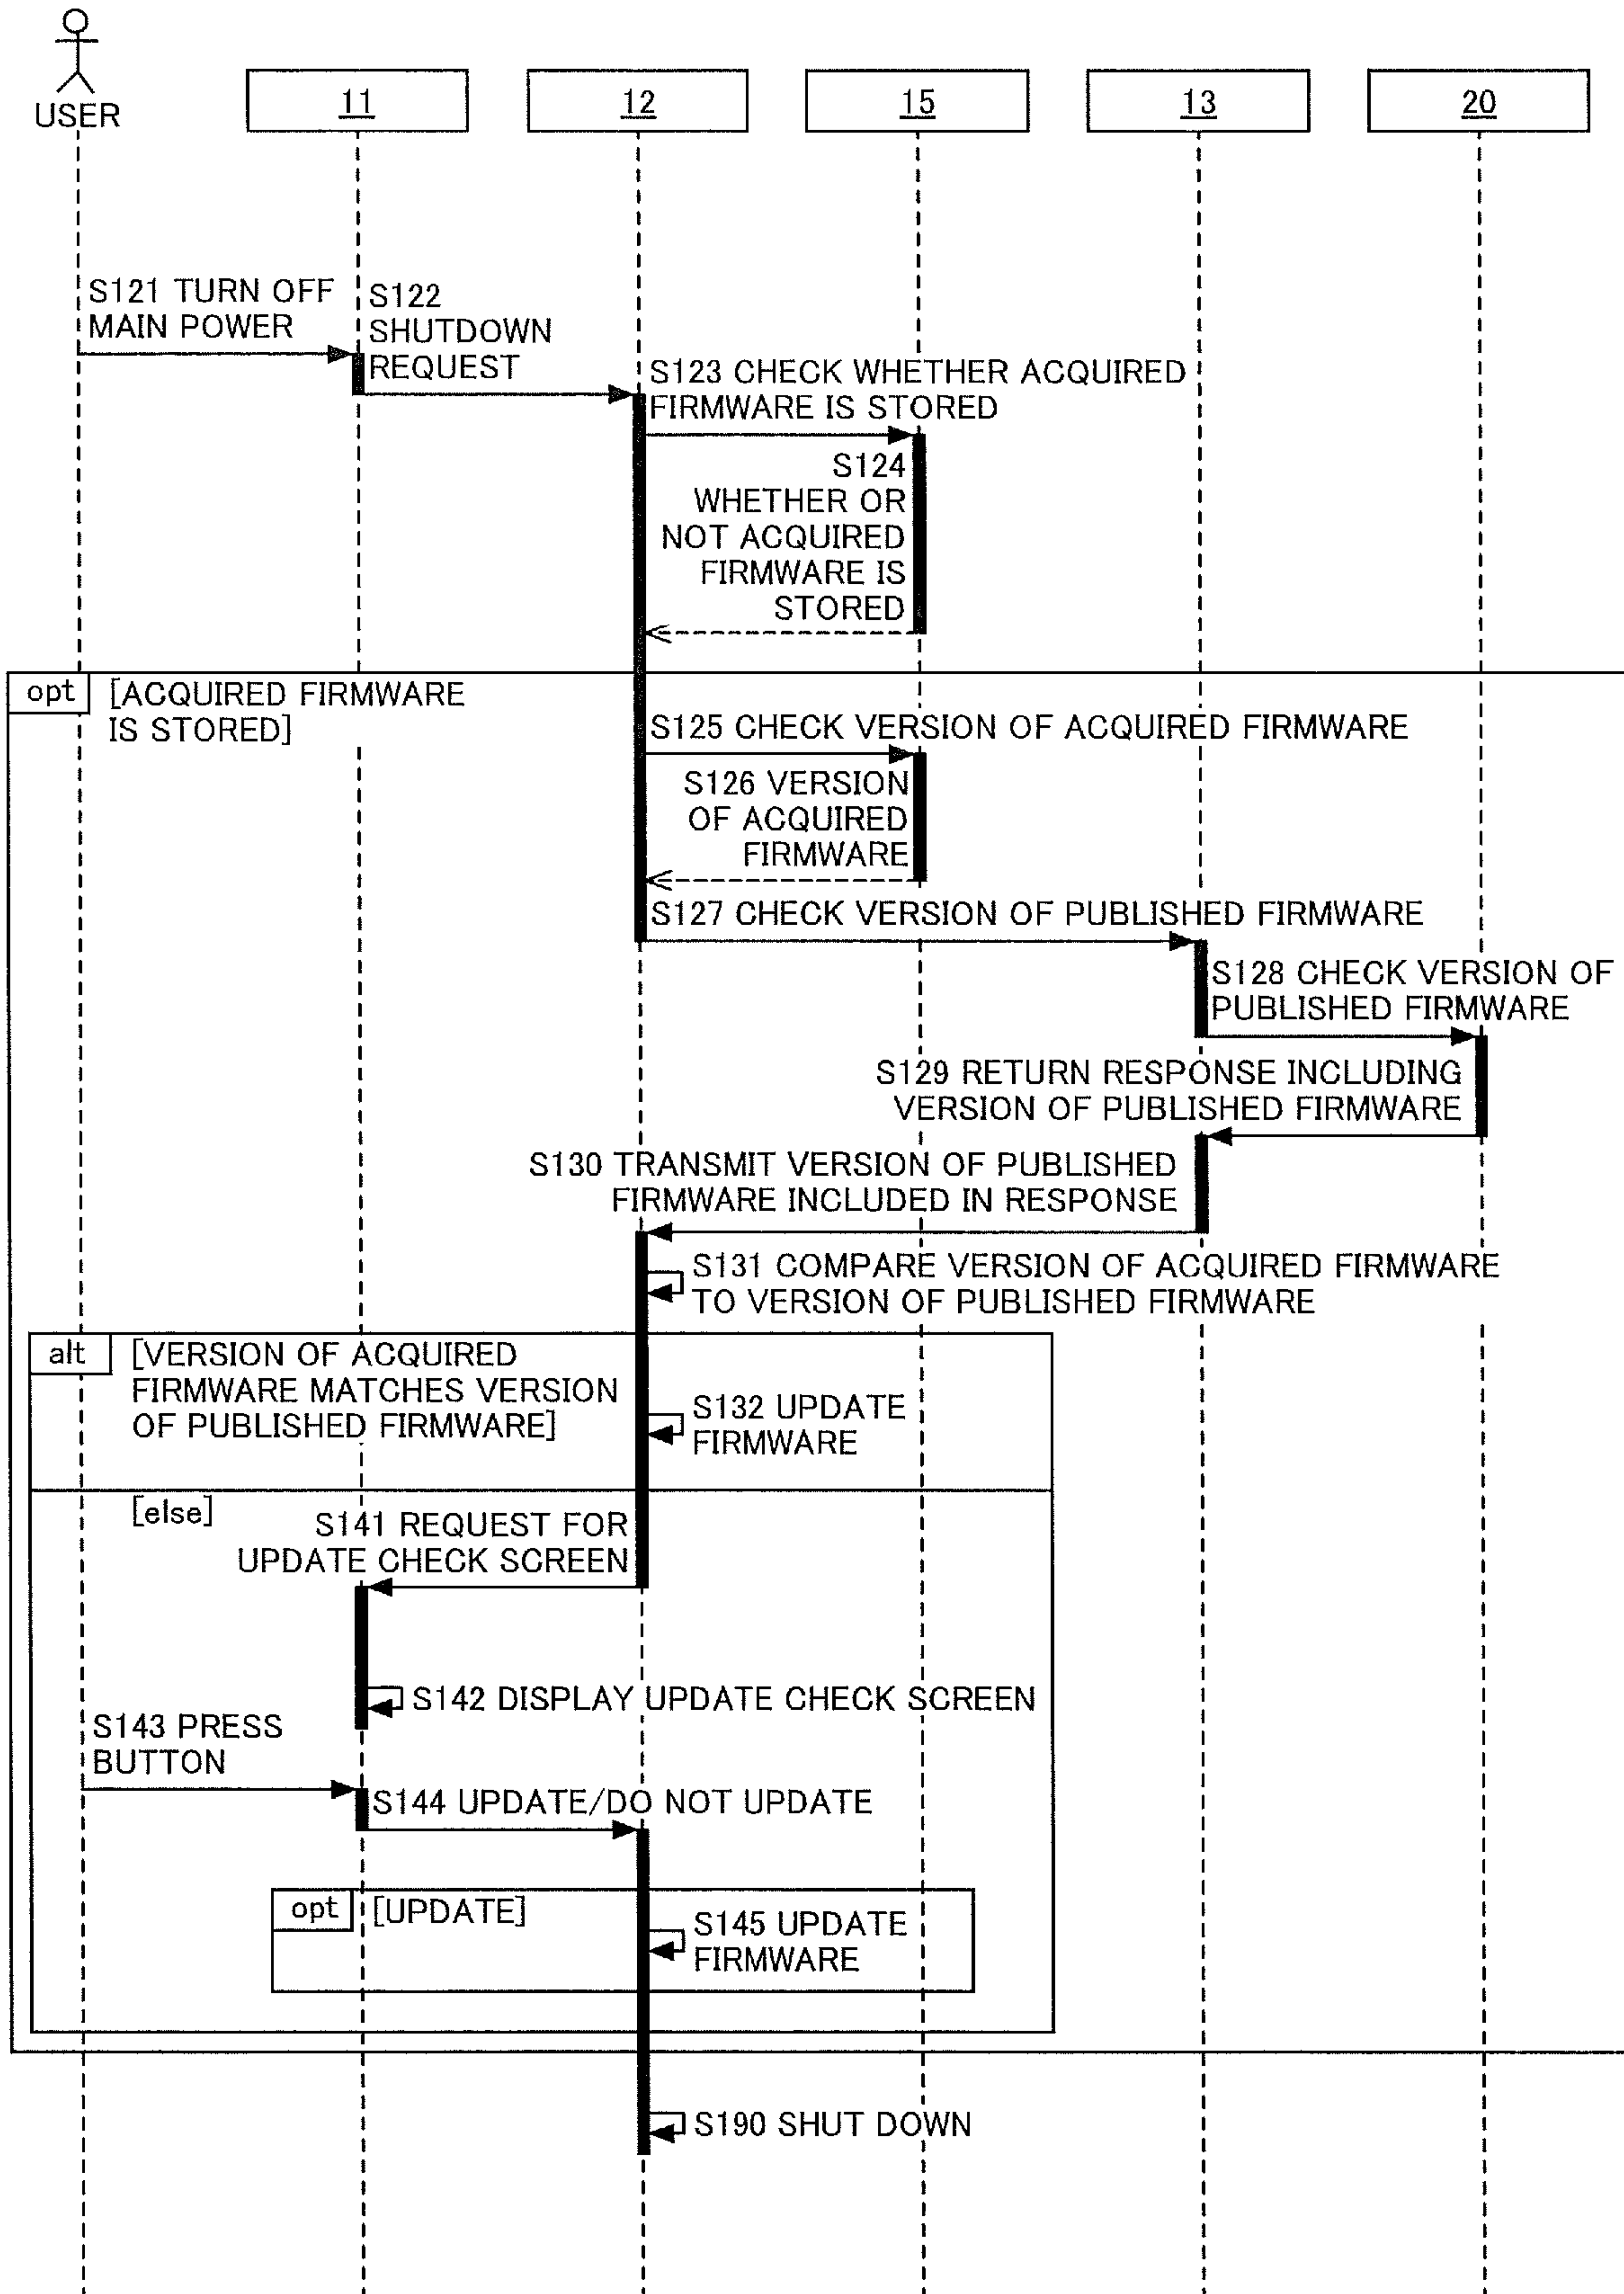 USER
11
12
15
13
20
S121 TURN OFF
MAIN POWER
S122
SHUTDOWN
REQUEST
S123 CHECK WHETHER ACQUIRED
FIRMWARE IS STORED
S124
WHETHER OR
NOT ACQUIRED
FIRMWARE IS
STORED
opt
[ACQUIRED FIRMWARE
IS STORED]
S125 CHECK VERSION OF ACQUIRED FIRMWARE
S126 VERSION
OF ACQUIRED
FIRMWARE
S127 CHECK VERSION OF PUBLISHED FIRMWARE
S128 CHECK VERSION OF
PUBLISHED FIRMWARE
S129 RETURN RESPONSE INCLUDING
VERSION OF PUBLISHED FIRMWARE
S130 TRANSMIT VERSION OF PUBLISHED
FIRMWARE INCLUDED IN RESPONSE
S131 COMPARE VERSION OF ACQUIRED FIRMWARE
TO VERSION OF PUBLISHED FIRMWARE
alt
[VERSION OF ACQUIRED
FIRMWARE MATCHES VERSION
OF PUBLISHED FIRMWARE]
S132 UPDATE
FIRMWARE
[else]
S141 REQUEST FOR
UPDATE CHECK SCREEN
S142 DISPLAY UPDATE CHECK SCREEN
S143 PRESS
BUTTON
S144 UPDATE/DO NOT UPDATE
opt
[UPDATE]
S145 UPDATE
FIRMWARE
S190 SHUT DOWN